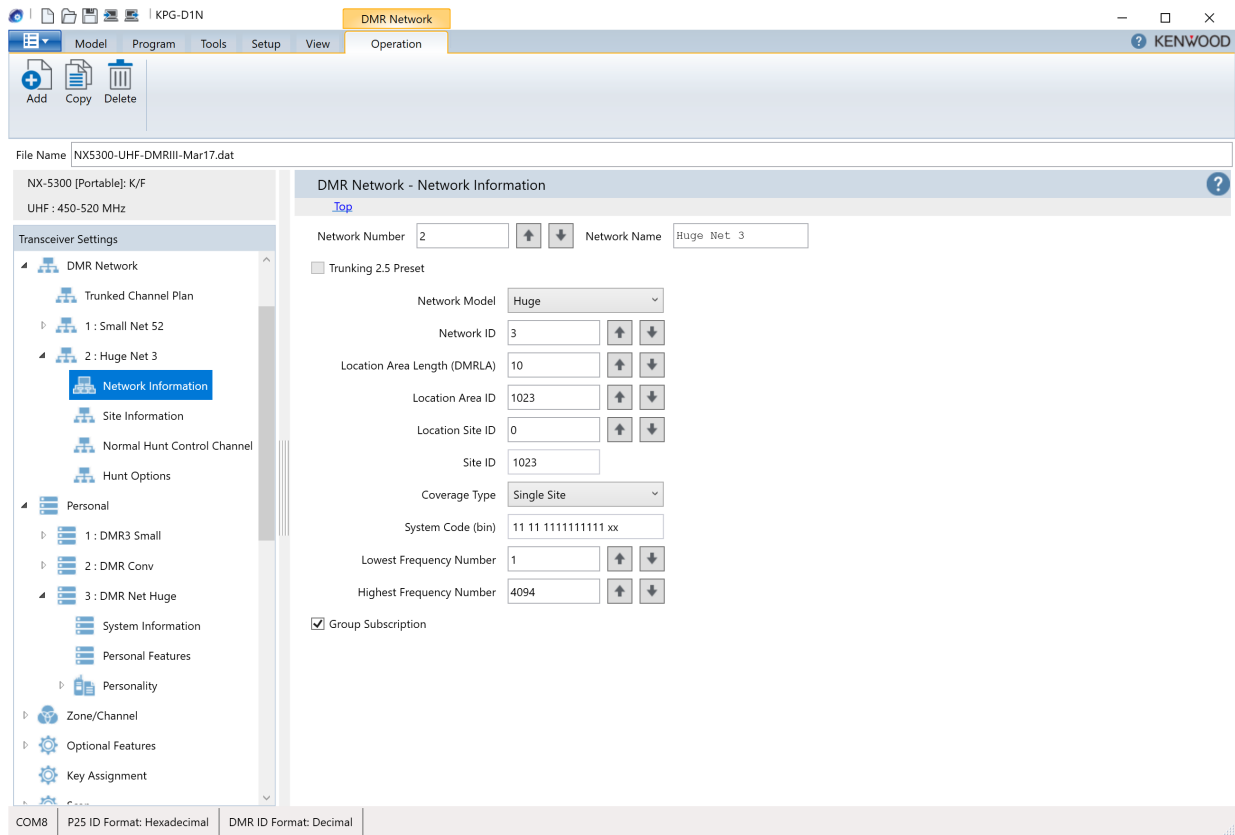 KPG-D1N
DMR Network
Model Program Tools Setup View Operation
KENWOOD
Add Copy Delete
File Name NX5300-UHF-DMRIII-Mar17.dat
NX-5300 [Portable]: K/F
UHF : 450-520 MHz
Transceiver Settings
DMR Network
Trunked Channel Plan
1 : Small Net 52
2 : Huge Net 3
Network Information
Site Information
Normal Hunt Control Channel
Hunt Options
Personal
1 : DMR3 Small
2 : DMR Conv
3 : DMR Net Huge
System Information
Personal Features
Personality
Zone/Channel
Optional Features
Key Assignment
DMR Network - Network Information
Top
Network Number 2 Network Name Huge Net 3
Trunking 2.5 Preset
Network Model Huge
Network ID 3
Location Area Length (DMRLA) 10
Location Area ID 1023
Location Site ID 0
Site ID 1023
Coverage Type Single Site
System Code (bin) 11 11 1111111111 xx
Lowest Frequency Number 1
Highest Frequency Number 4094
Group Subscription
COM8 P25 ID Format: Hexadecimal DMR ID Format: Decimal